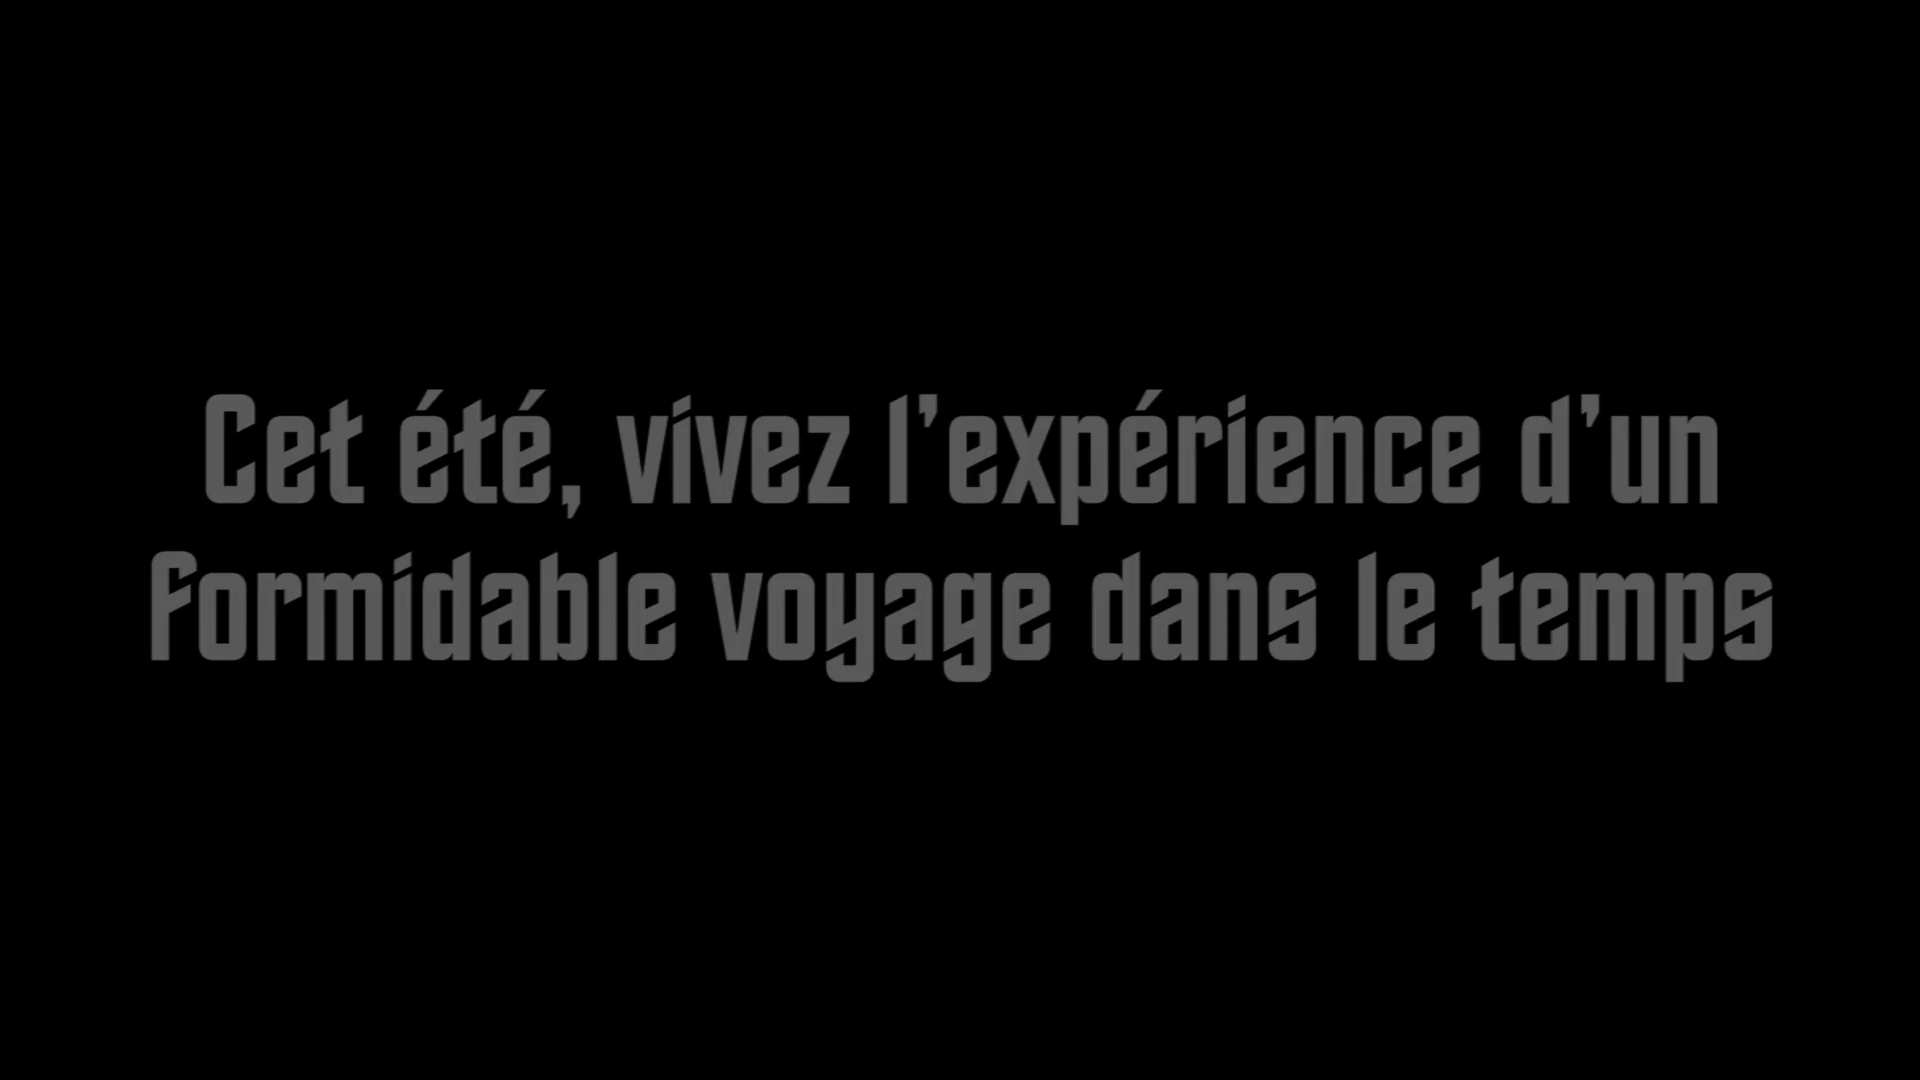 Cet été, vivez l’expérience d’un
formidable voyage dans le temps